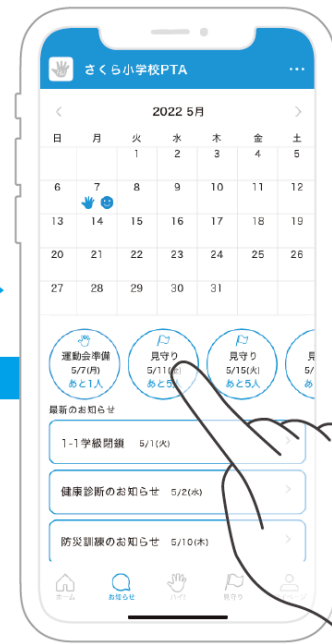 さくら小学校PTA
2022 5月
日 月 火 水 木 金 土
1 2 3 4 5
6 7 8 9 10 11 12
13 14 15 16 17 18 19
20 21 22 23 24 25 26
27 28 29 30 31
運動会準備 見守り 見守り 見
5/7(月) 5/11(金) 5/15(火) 5/
あと1人 あと5人 あと5人 あ
最新のお知らせ
1-1学級閉鎖 5/1(火)
健康診断のお知らせ 5/2(水)
防災訓練のお知らせ 5/10(木)
ホーム お知らせ ハイ! 見守り